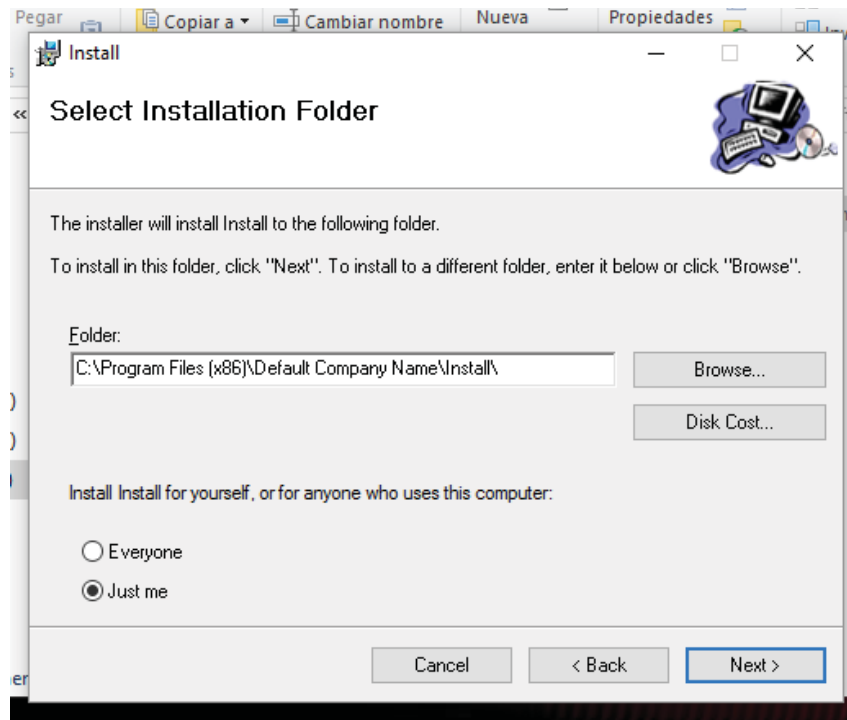 Pegar
Copiar a
Cambiar nombre
Nueva
Propiedades
Install
«
Select Installation Folder
The installer will install Install to the following folder.
To install in this folder, click "Next". To install to a different folder, enter it below or click "Browse".
Folder:
C:\Program Files (x86)\Default Company Name\Install\
Browse...
Disk Cost...
)
)
Install Install for yourself, or for anyone who uses this computer:
Everyone
Just me
Cancel
< Back
Next >